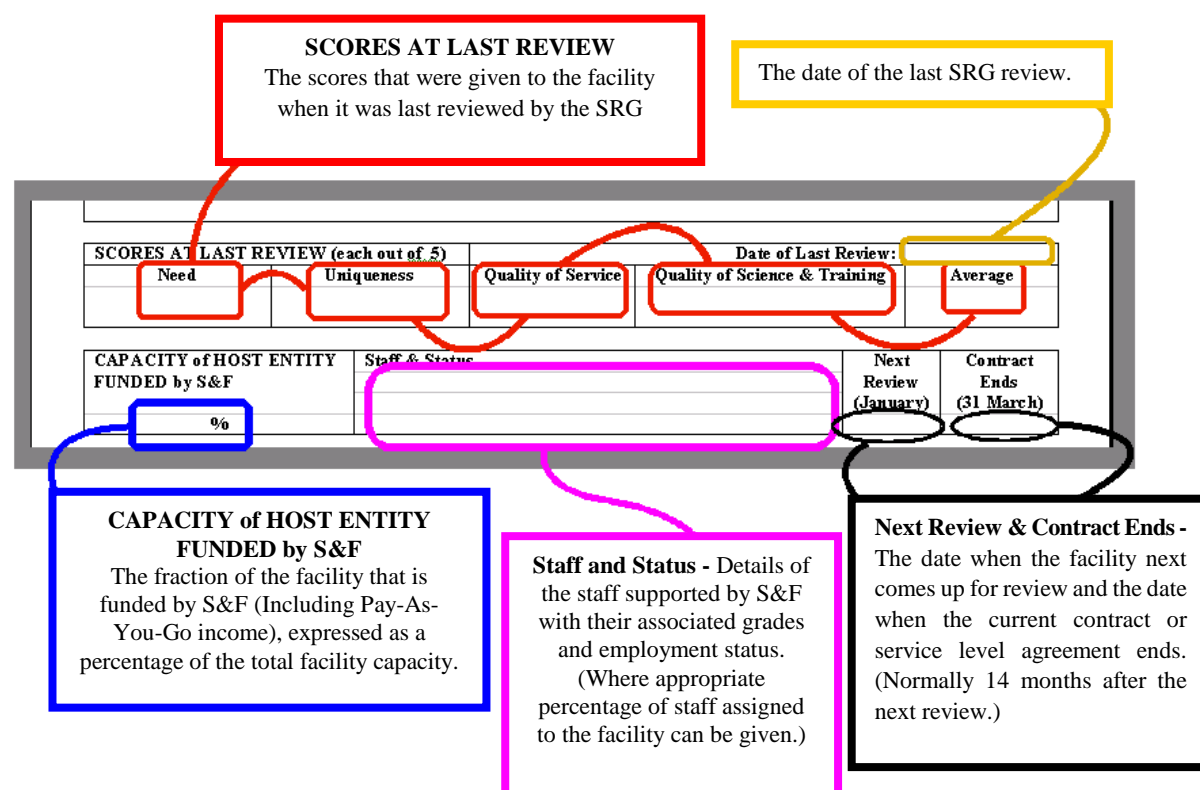 SCORES AT LAST REVIEW
The scores that were given to the facility
when it was last reviewed by the SRG
The date of the last SRG review.
SCORES AT LAST REVIEW (each out of 5) Date of Last Review:
Need Uniqueness Quality of Service Quality of Science & Training Average
CAPACITY of HOST ENTITY Staff & Status Next Contract
FUNDED by S&F Review Ends
(January) (31 March)
%
CAPACITY of HOST ENTITY
FUNDED by S&F
The fraction of the facility that is
funded by S&F (Including Pay-As-
You-Go income), expressed as a
percentage of the total facility capacity.
Staff and Status - Details of
the staff supported by S&F
with their associated grades
and employment status.
(Where appropriate
percentage of staff assigned
to the facility can be given.)
Next Review & Contract Ends -
The date when the facility next
comes up for review and the date
when the current contract or
service level agreement ends.
(Normally 14 months after the
next review.)